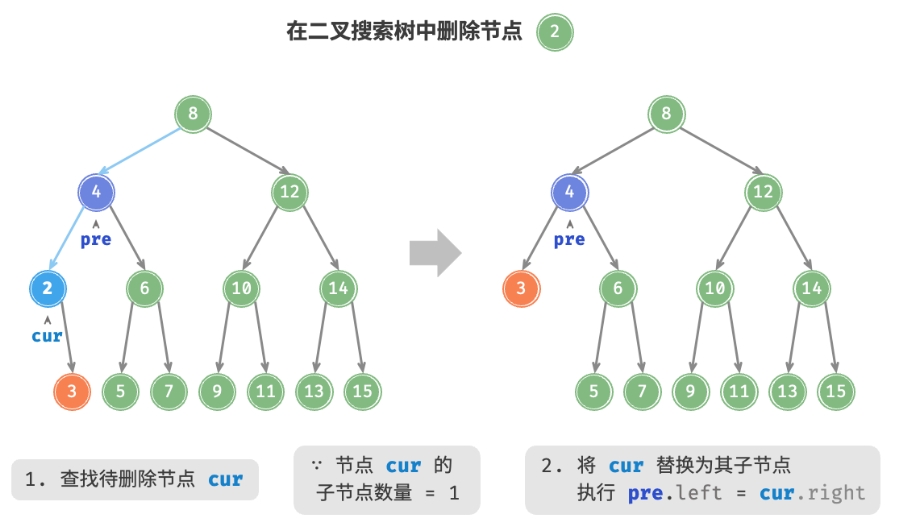 在二叉搜索树中删除节点 2
8 8
4 12 4 12
pre pre
2 6 10 14 3 6 10 14
cur
3 5 7 9 11 13 15 5 7 9 11 13 15
1. 查找待删除节点 cur
∵ 节点 cur 的
子节点数量 = 1
2. 将 cur 替换为其子节点
执行 pre.left = cur.right